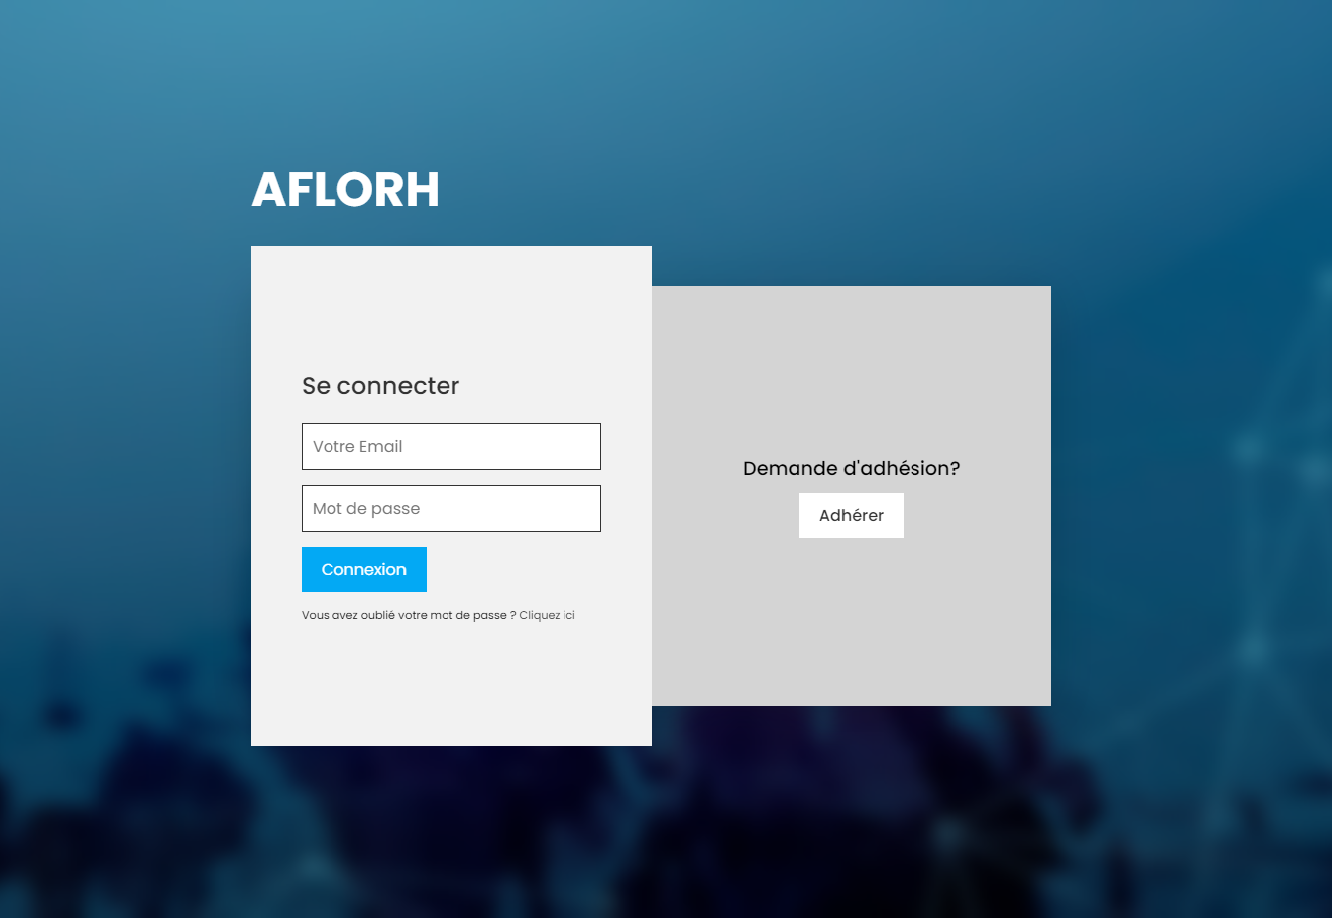 AFLORH
Se connecter
Votre Email
Mot de passe
Connexion
Vous avez oublié votre mot de passe ? Cliquez ici
Demande d'adhésion?
Adhérer